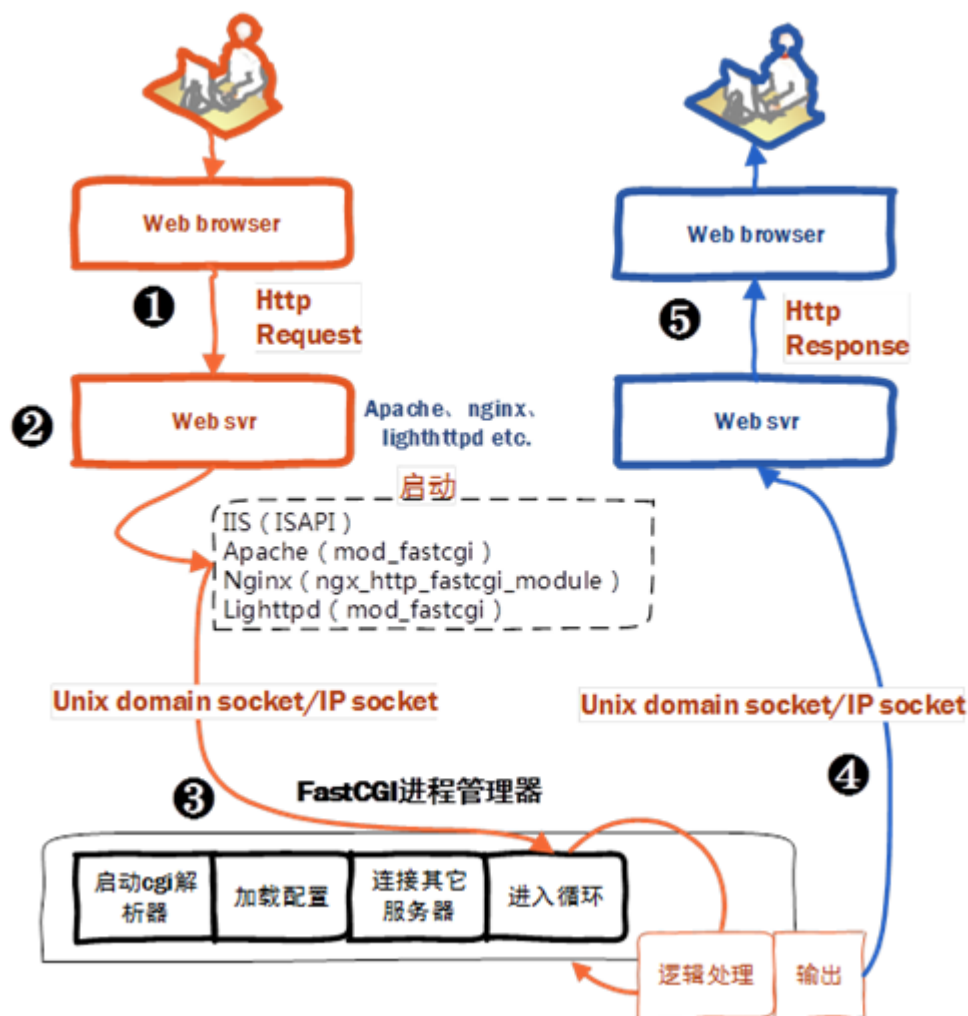 Web browser
❶
Http
Request
❷
Web svr
Apache、nginx、
lighthttpd etc.
启动
IIS（ISAPI）
Apache（mod_fastcgi）
Nginx（ngx_http_fastcgi_module）
Lighttpd（mod_fastcgi）
Unix domain socket/IP socket
❸
FastCGI进程管理器
启动cgi解
析器
加载配置
连接其它
服务器
进入循环
逻辑处理
输出
❹
Unix domain socket/IP socket
Web svr
❺
Http
Response
Web browser